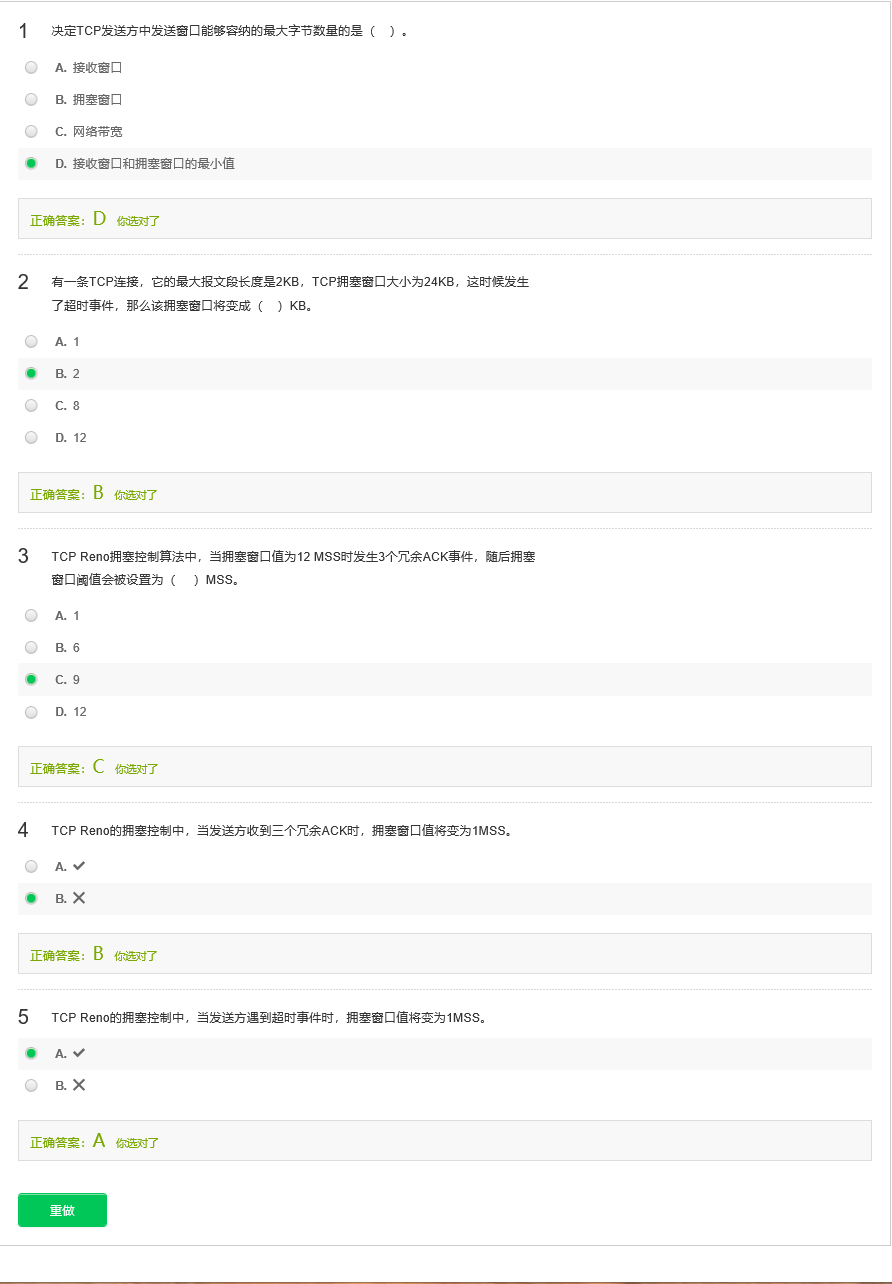 1 决定TCP发送方中发送窗口能够容纳的最大字节数量的是（ ）。
A. 接收窗口
B. 拥塞窗口
C. 网络带宽
D. 接收窗口和拥塞窗口的最小值
正确答案：D 你选对了
2 有一条TCP连接，它的最大报文段长度是2KB，TCP拥塞窗口大小为24KB，这时候发生
了超时事件，那么该拥塞窗口将变成（ ）KB。
A. 1
B. 2
C. 8
D. 12
正确答案：B 你选对了
3 TCP Reno拥塞控制算法中，当拥塞窗口值为12 MSS时发生3个冗余ACK事件，随后拥塞
窗口阈值会被设置为（ ）MSS。
A. 1
B. 6
C. 9
D. 12
正确答案：C 你选对了
4 TCP Reno的拥塞控制中，当发送方收到三个冗余ACK时，拥塞窗口值将变为1MSS。
A. ✔
B. ✕
正确答案：B 你选对了
5 TCP Reno的拥塞控制中，当发送方遇到超时事件时，拥塞窗口值将变为1MSS。
A. ✔
B. ✕
正确答案：A 你选对了
重做